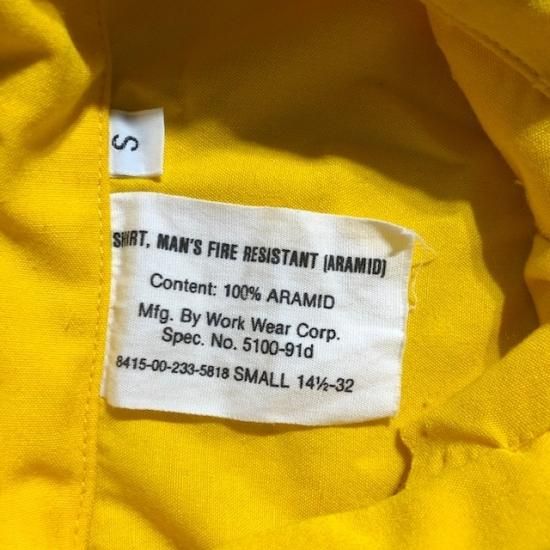 S
SHIRT, MAN'S FIRE RESISTANT (ARAMID)
Content: 100% ARAMID
Mfg. By Work Wear Corp.
Spec. No. 5100-91d
8415-00-233-5818 SMALL 14½-32